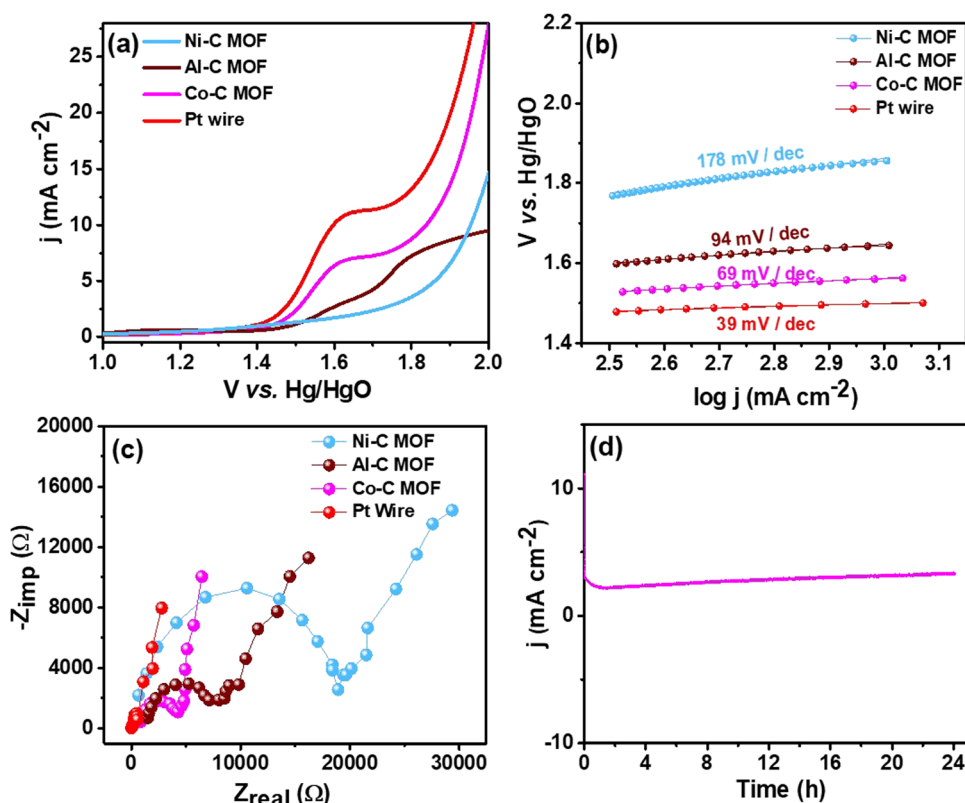 (a)
Ni-C MOF
Al-C MOF
Co-C MOF
Pt wire
j (mA cm-2)
25
20
15
10
5
0
1.0 1.2 1.4 1.6 1.8 2.0
V vs. Hg/HgO
(b)
Ni-C MOF
Al-C MOF
Co-C MOF
Pt wire
V vs. Hg/HgO
2.2
2.0
1.8
1.6
1.4
178 mV / dec
94 mV / dec
69 mV / dec
39 mV / dec
2.5 2.6 2.7 2.8 2.9 3.0 3.1
log j (mA cm-2)
(c)
Ni-C MOF
Al-C MOF
Co-C MOF
Pt Wire
-Zimp (Ω)
20000
16000
12000
8000
4000
0
0 10000 20000 30000
Zreal (Ω)
(d)
j (mA cm-2)
10
0
-10
0 4 8 12 16 20 24
Time (h)